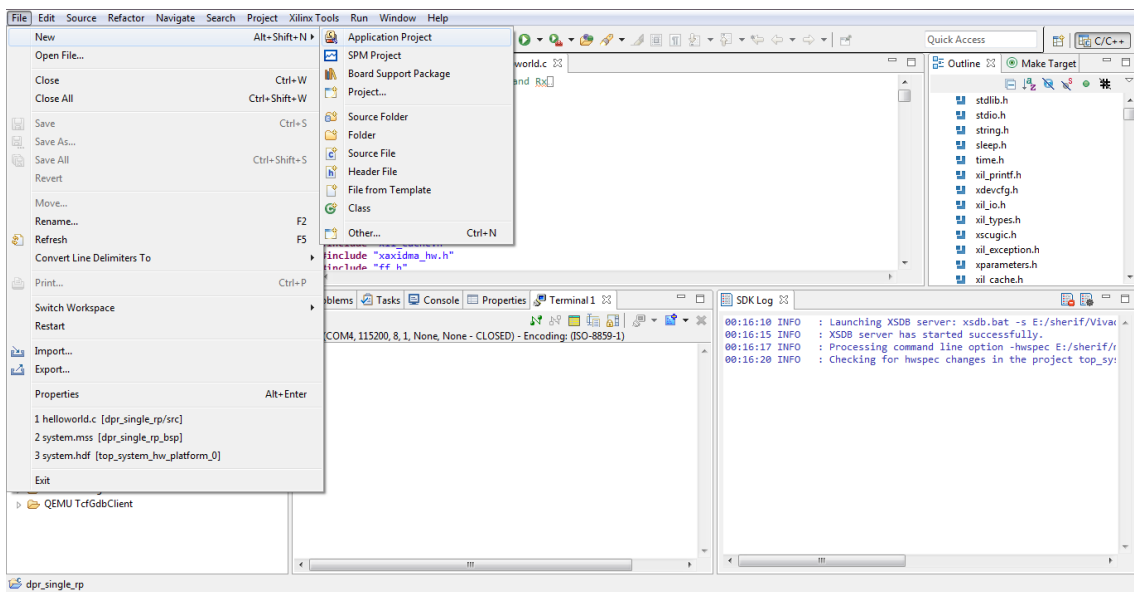 File Edit Source Refactor Navigate Search Project Xilinx Tools Run Window Help
New Alt+Shift+N
Open File...
Close Ctrl+W
Close All Ctrl+Shift+W
Save Ctrl+S
Save As...
Save All Ctrl+Shift+S
Revert
Move...
Rename... F2
Refresh F5
Convert Line Delimiters To
Print... Ctrl+P
Switch Workspace
Restart
Import...
Export...
Properties Alt+Enter
1 helloworld.c [dpr_single_rp/src]
2 system.mss [dpr_single_rp_bsp]
3 system.hdf [top_system_hw_platform_0]
Exit
Application Project
SPM Project
Board Support Package
Project...
Source Folder
Folder
Source File
Header File
File from Template
Class
Other... Ctrl+N
Quick Access
C/C++
world.c
and Rx
#include "xaxidma_hw.h"
#include "ff.h"
Outline Make Target
stdlib.h
stdio.h
string.h
sleep.h
time.h
xil_printf.h
xdevcfg.h
xil_io.h
xil_types.h
xscugic.h
xil_exception.h
xparameters.h
xil_cache.h
blems Tasks Console Properties Terminal 1
(COM4, 115200, 8, 1, None, None - CLOSED) - Encoding: (ISO-8859-1)
SDK Log
00:16:10 INFO : Launching XSDB server: xsdb.bat -s E:/sherif/Vivad
00:16:15 INFO : XSDB server has started successfully.
00:16:17 INFO : Processing command line option -hwspec E:/sherif/
00:16:20 INFO : Checking for hwspec changes in the project top_sy
QEMU TcfGdbClient
dpr_single_rp